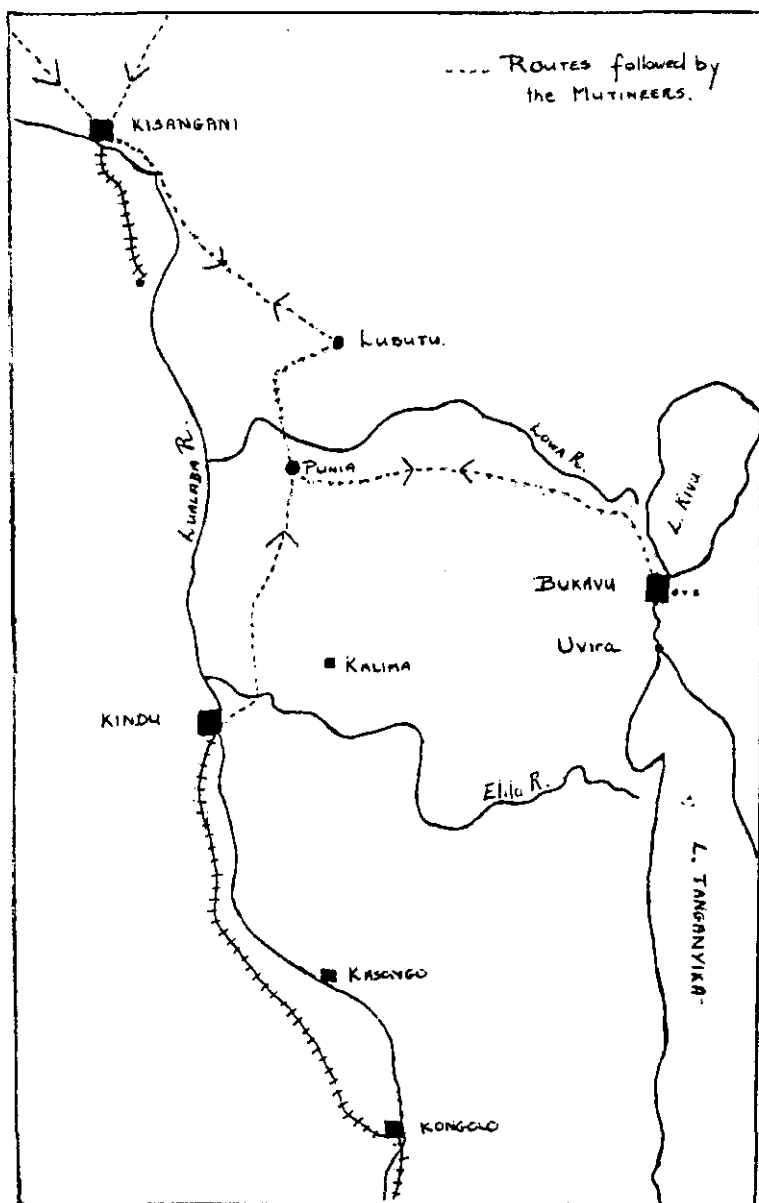 ---- ROUTES followed by
the MUTINEERS.
KISANGANI
LUBUTU.
LUALABA R.
LOWA R.
PUNIA
L. KIVU
BUKAVU
UVIRA
KALIMA
KINDU
Elila R.
L. TANGANYIKA
KASONGO
KONGOLO